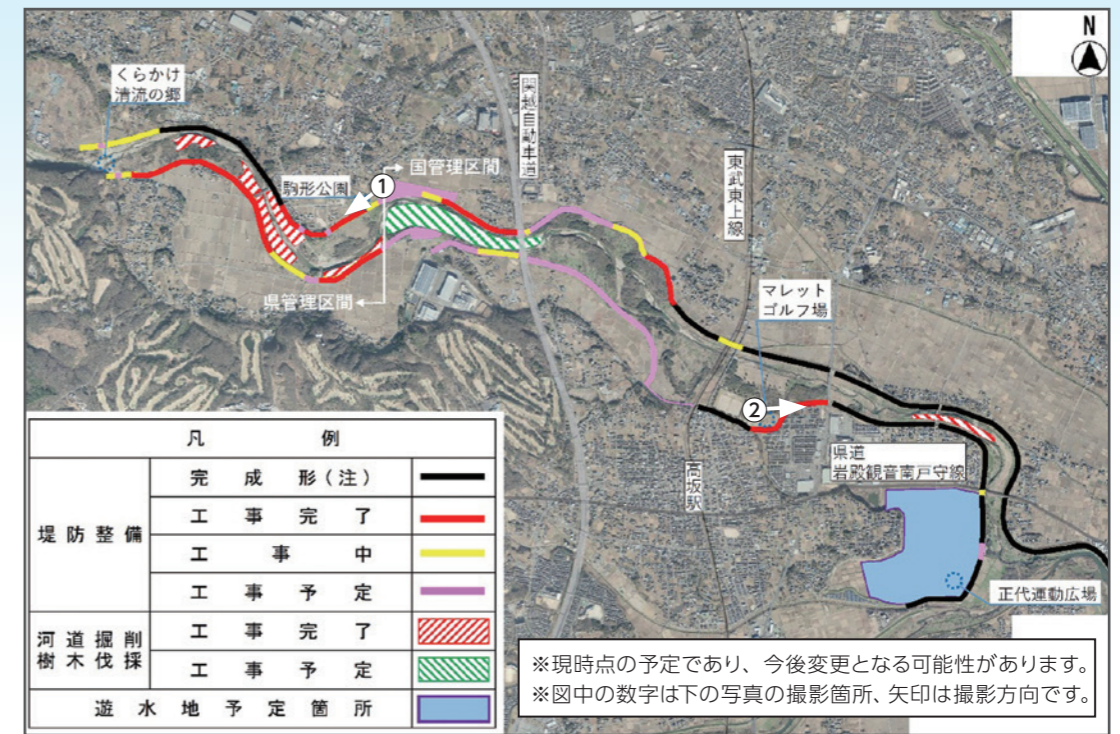 N
くらかけ
清流の郷
関越自動車道
国管理区間
駒形公園
①
東武東上線
県管理区間
マレット
ゴルフ場
②
県道
岩殿観音南戸守線
高坂駅
正代運動広場
凡例
堤防整備
完成形(注)
工事完了
工事中
工事予定
河道掘削
樹木伐採
工事完了
工事予定
遊水地予定箇所
※現時点の予定であり、今後変更となる可能性があります。
※図中の数字は下の写真の撮影箇所、矢印は撮影方向です。